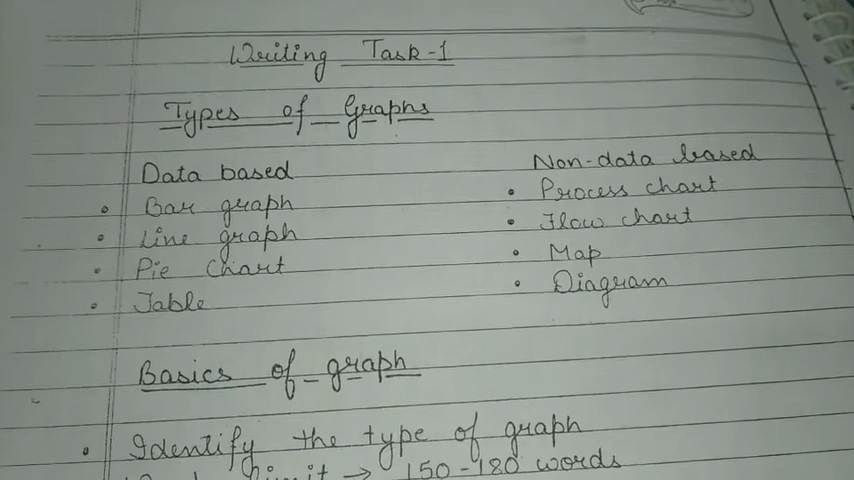 Writing Task-1
Types of Graphs
Data based Non-data based
• Bar graph • Process chart
• Line graph • Flow chart
• Pie chart • Map
• Table • Diagram
Basics of graph
• Identify the type of graph
limit → 150-180 words